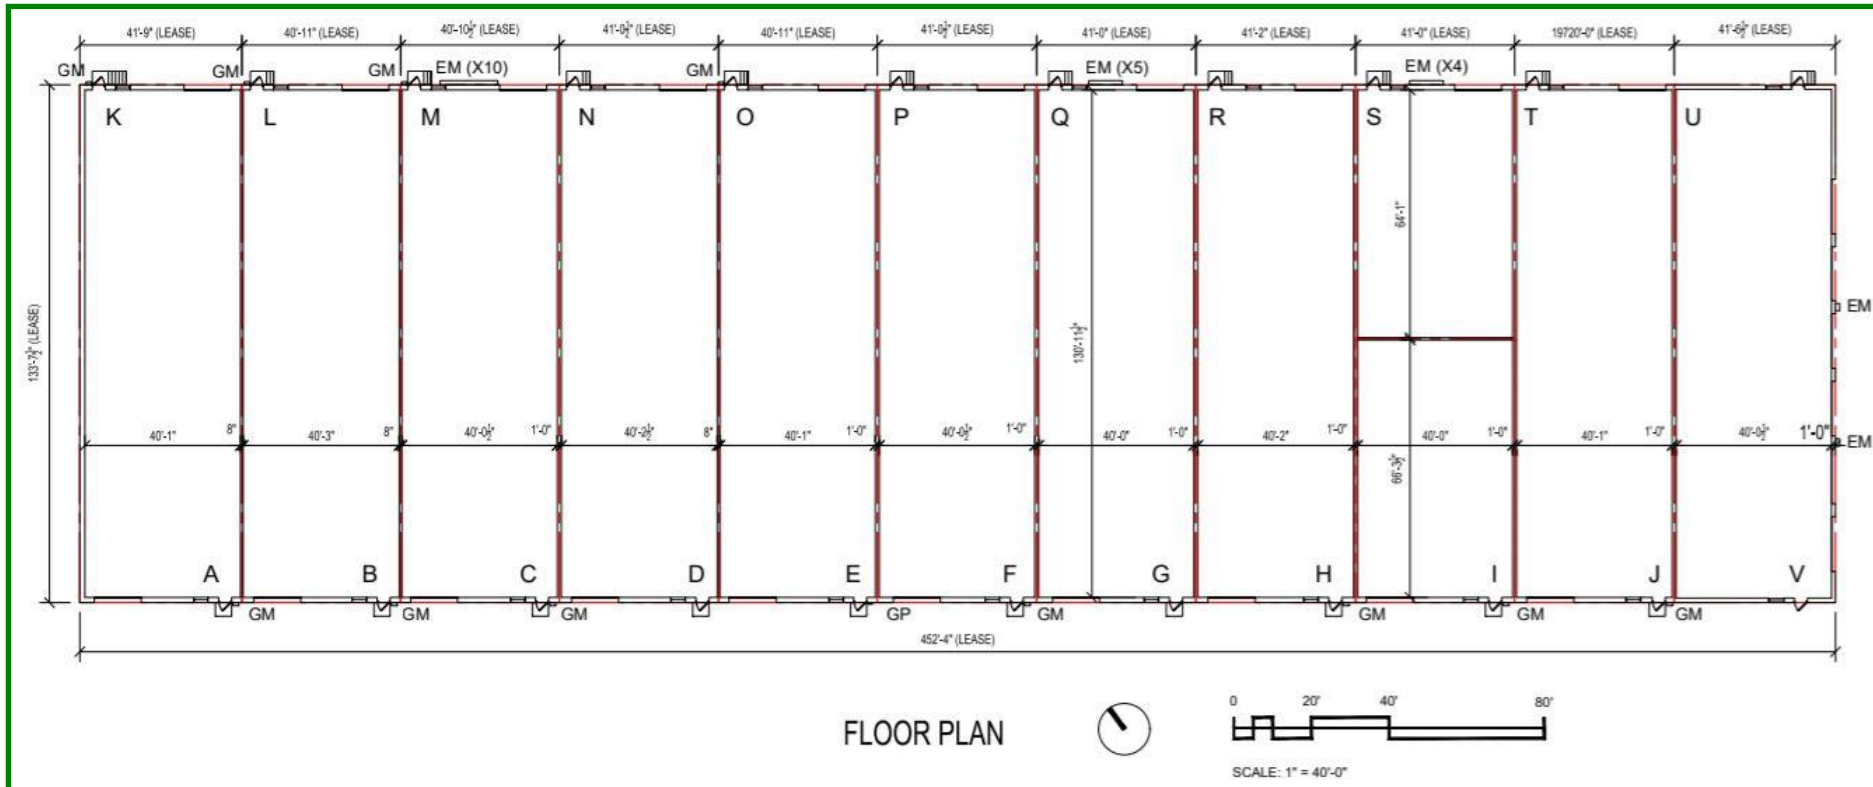 41'-9" (LEASE) 40'-11" (LEASE) 40'-10½" (LEASE) 41'-0½" (LEASE) 40'-11" (LEASE) 41'-0½" (LEASE) 41'-0" (LEASE) 41'-2" (LEASE) 41'-0" (LEASE) 19720'-0" (LEASE) 41'-6½" (LEASE)
GM GM GM EM (X10) GM EM (X5) EM (X4)
K L M N O P Q R S T U
64'-1"
EM
133'-7½" (LEASE)
130'-11½"
40'-1" 8" 40'-3" 8" 40'-0½" 1'-0" 40'-2½" 8" 40'-1" 1'-0" 40'-0½" 1'-0" 40'-0" 1'-0" 40'-2" 1'-0" 40'-0" 1'-0" 40'-1" 1'-0" 40'-0½" 1'-0"
EM
66'-3½"
A B C D E F G H I J V
GM GM GM GP GM GM GM GM
452'-4" (LEASE)
FLOOR PLAN
0 20' 40' 80'
SCALE: 1" = 40'-0"